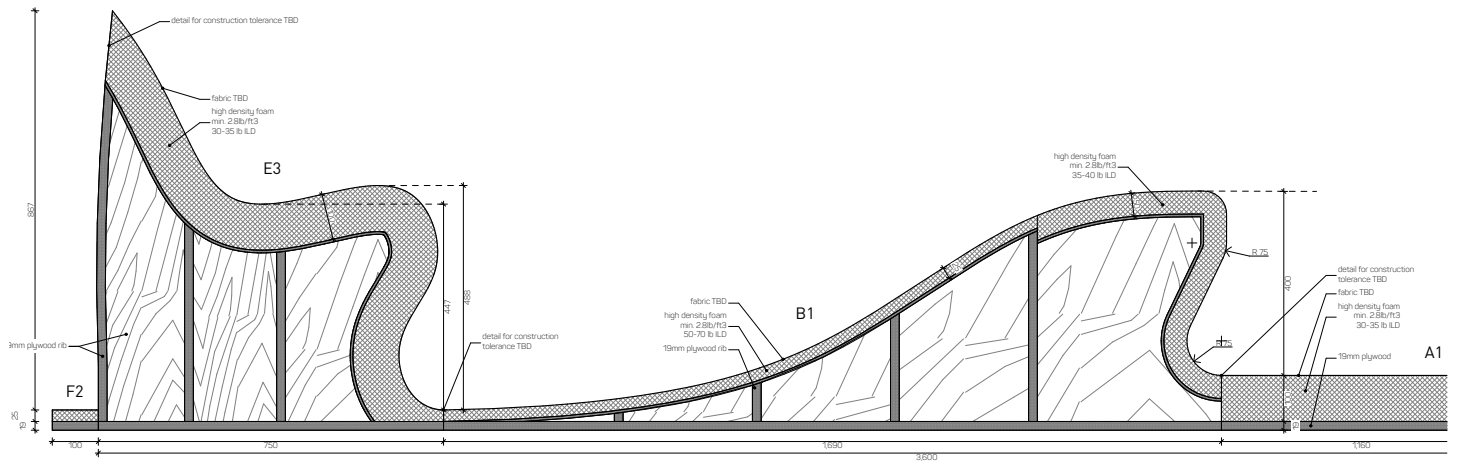 detail for construction tolerance TBD
fabric TBD
high density foam
min. 2.8lb/ft3
30-35 lb ILD
E3
867
mm plywood rib
F2
25
19
100
750
447
488
detail for construction
tolerance TBD
fabric TBD
high density foam
min. 2.8lb/ft3
50-70 lb ILD
19mm plywood rib
B1
high density foam
min. 2.8lb/ft3
35-40 lb ILD
R 75
R 75
400
detail for construction
tolerance TBD
fabric TBD
high density foam
min. 2.8lb/ft3
30-35 lb ILD
19mm plywood
A1
19
1,690
1,160
3,600